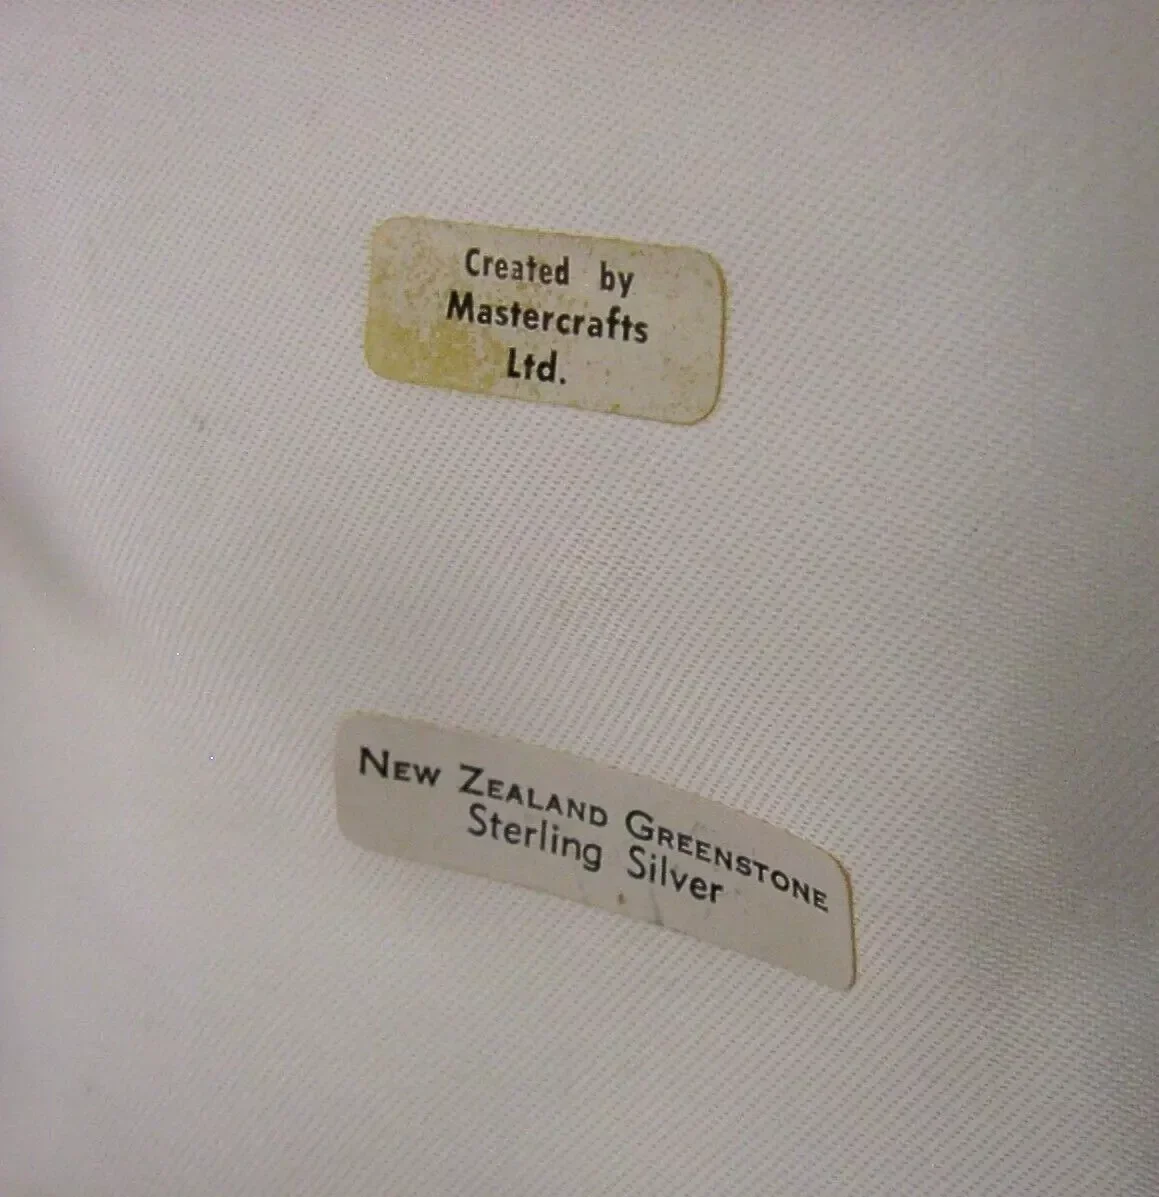 Created by
Mastercrafts
Ltd.
NEW ZEALAND GREENSTONE
Sterling Silver